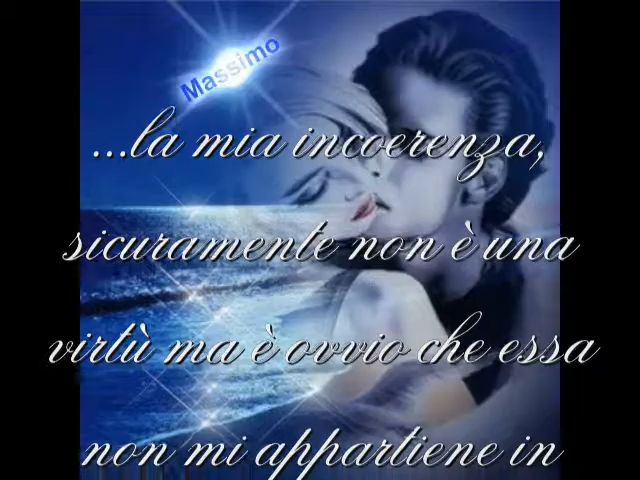 Massimo
...la mia incoerenza,
sicuramente non è una
virtù ma è ovvio che essa
non mi appartiene in